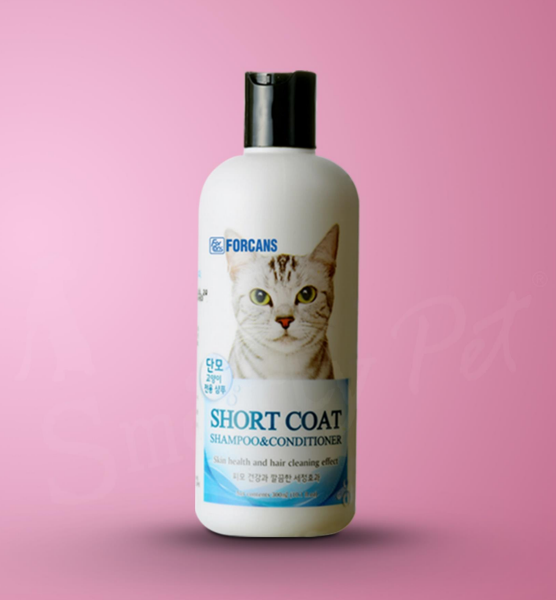 FORCANS
단모
고양이
전용 샴푸
SHORT COAT
SHAMPOO&CONDITIONER
skin health and hair cleaning effect
피모 건강과 말끔한 세정효과